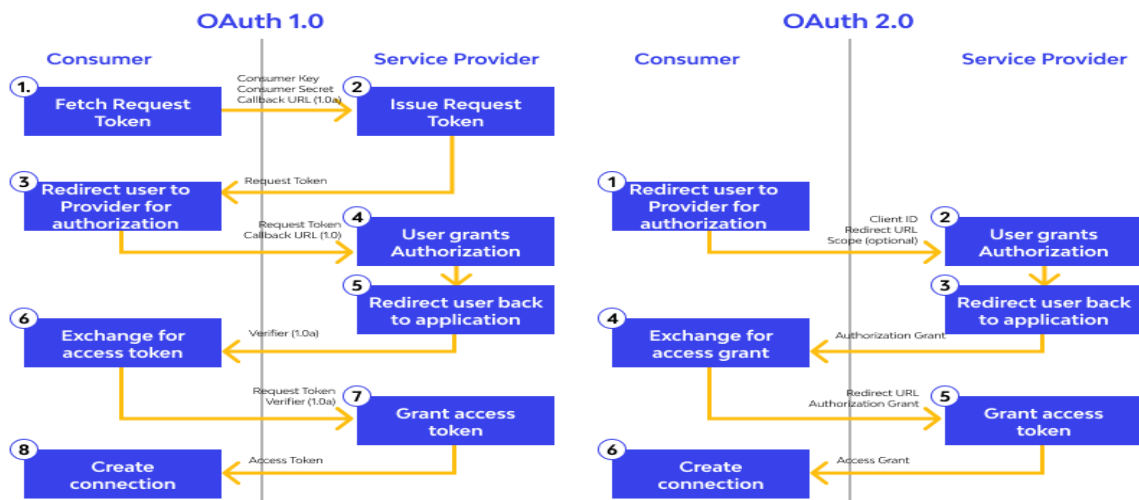 OAuth 1.0
Consumer
Service Provider
1.
Fetch Request
Token
Consumer Key
Consumer Secret
Callback URL (1.0a)
2
Issue Request
Token
Request Token
3
Redirect user to
Provider for
authorization
Request Token
Callback URL (1.0)
4
User grants
Authorization
5
Redirect user back
to application
Verifier (1.0a)
6
Exchange for
access token
Request Token
Verifier (1.0a)
7
Grant access
token
Access Token
8
Create
connection
OAuth 2.0
Consumer
Service Provider
1
Redirect user to
Provider for
authorization
Client ID
Redirect URL
Scope (optional)
2
User grants
Authorization
3
Redirect user back
to application
Authorization Grant
4
Exchange for
access grant
Redirect URL
Authorization Grant
5
Grant access
token
Access Grant
6
Create
connection